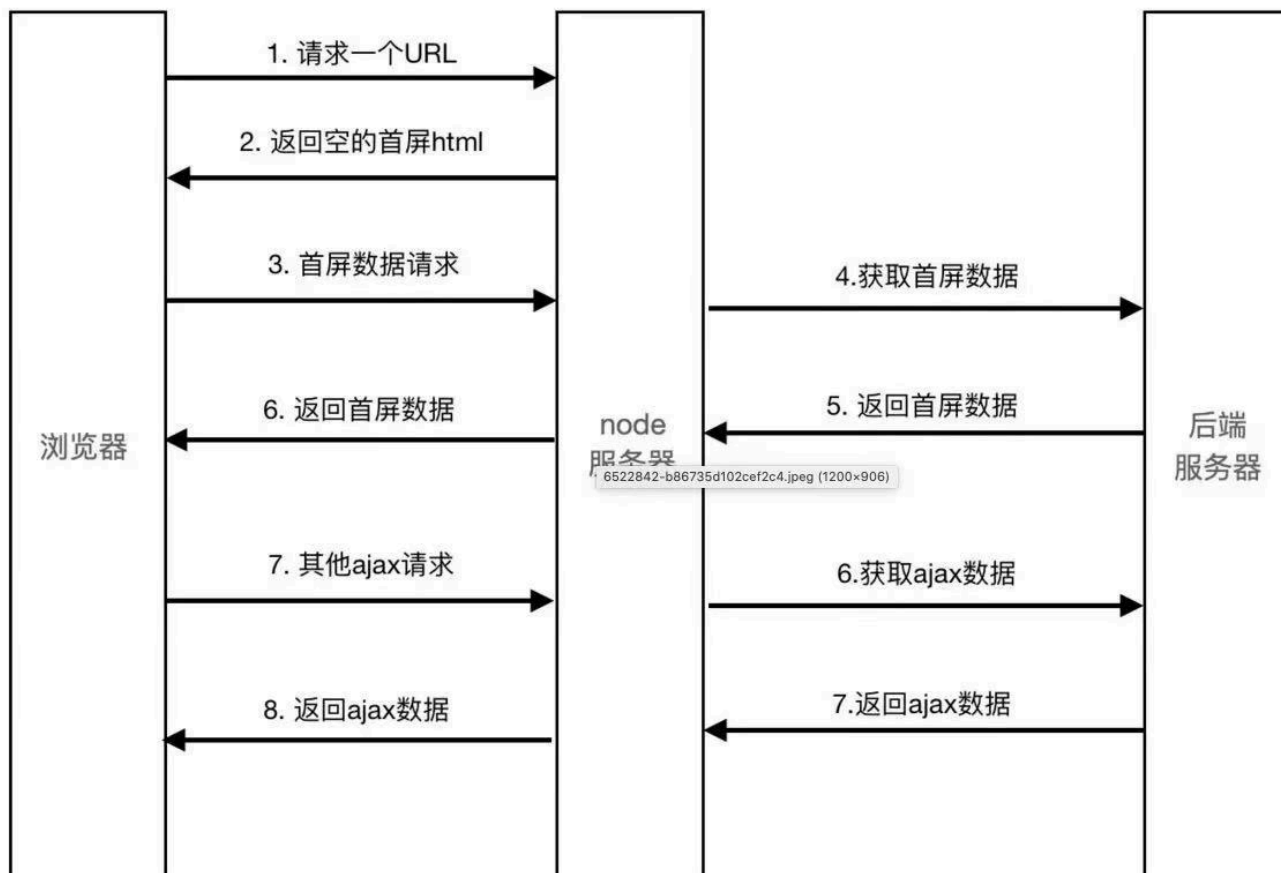 1. 请求一个URL
2. 返回空的首屏html
3. 首屏数据请求
4.获取首屏数据
6. 返回首屏数据
5. 返回首屏数据
浏览器
node
服务器
后端
服务器
6522842-b86735d102cef2c4.jpeg (1200×906)
7. 其他ajax请求
6.获取ajax数据
8. 返回ajax数据
7.返回ajax数据